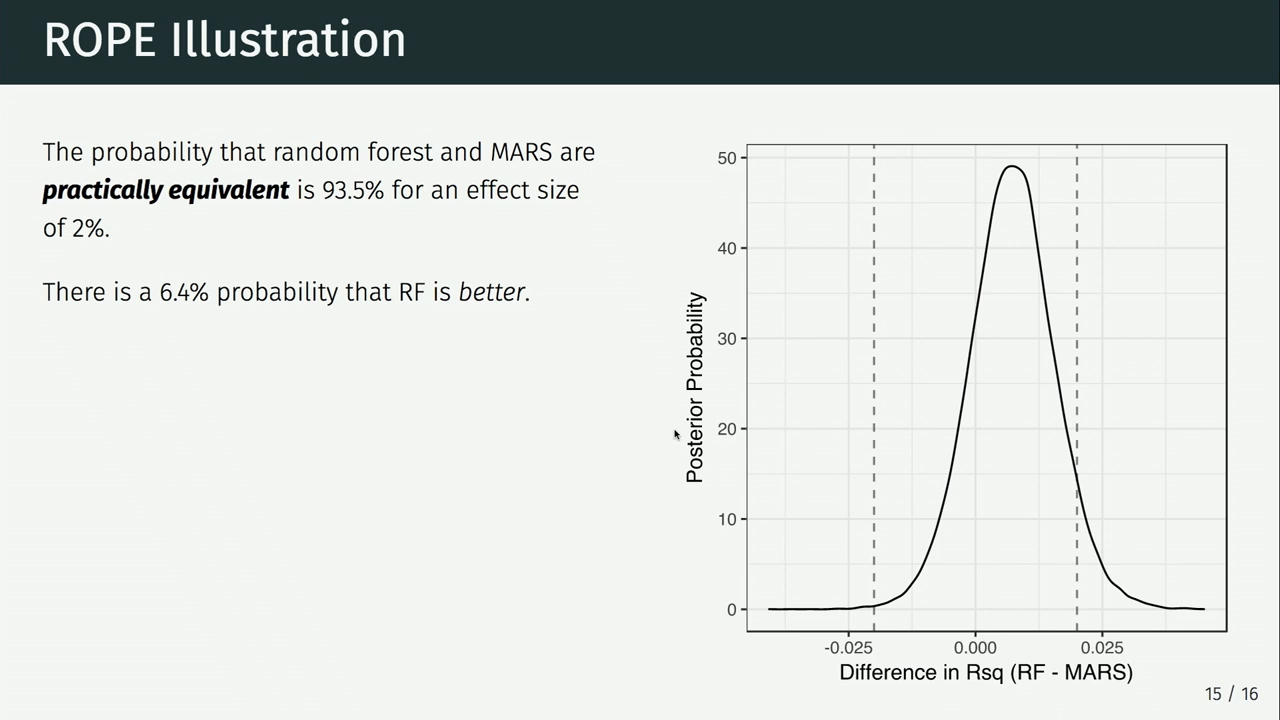 ROPE Illustration
The probability that random forest and MARS are
practically equivalent is 93.5% for an effect size
of 2%.
There is a 6.4% probability that RF is better.
50
40
30
20
10
0
Posterior Probability
-0.025
0.000
0.025
Difference in Rsq (RF - MARS)
15 / 16